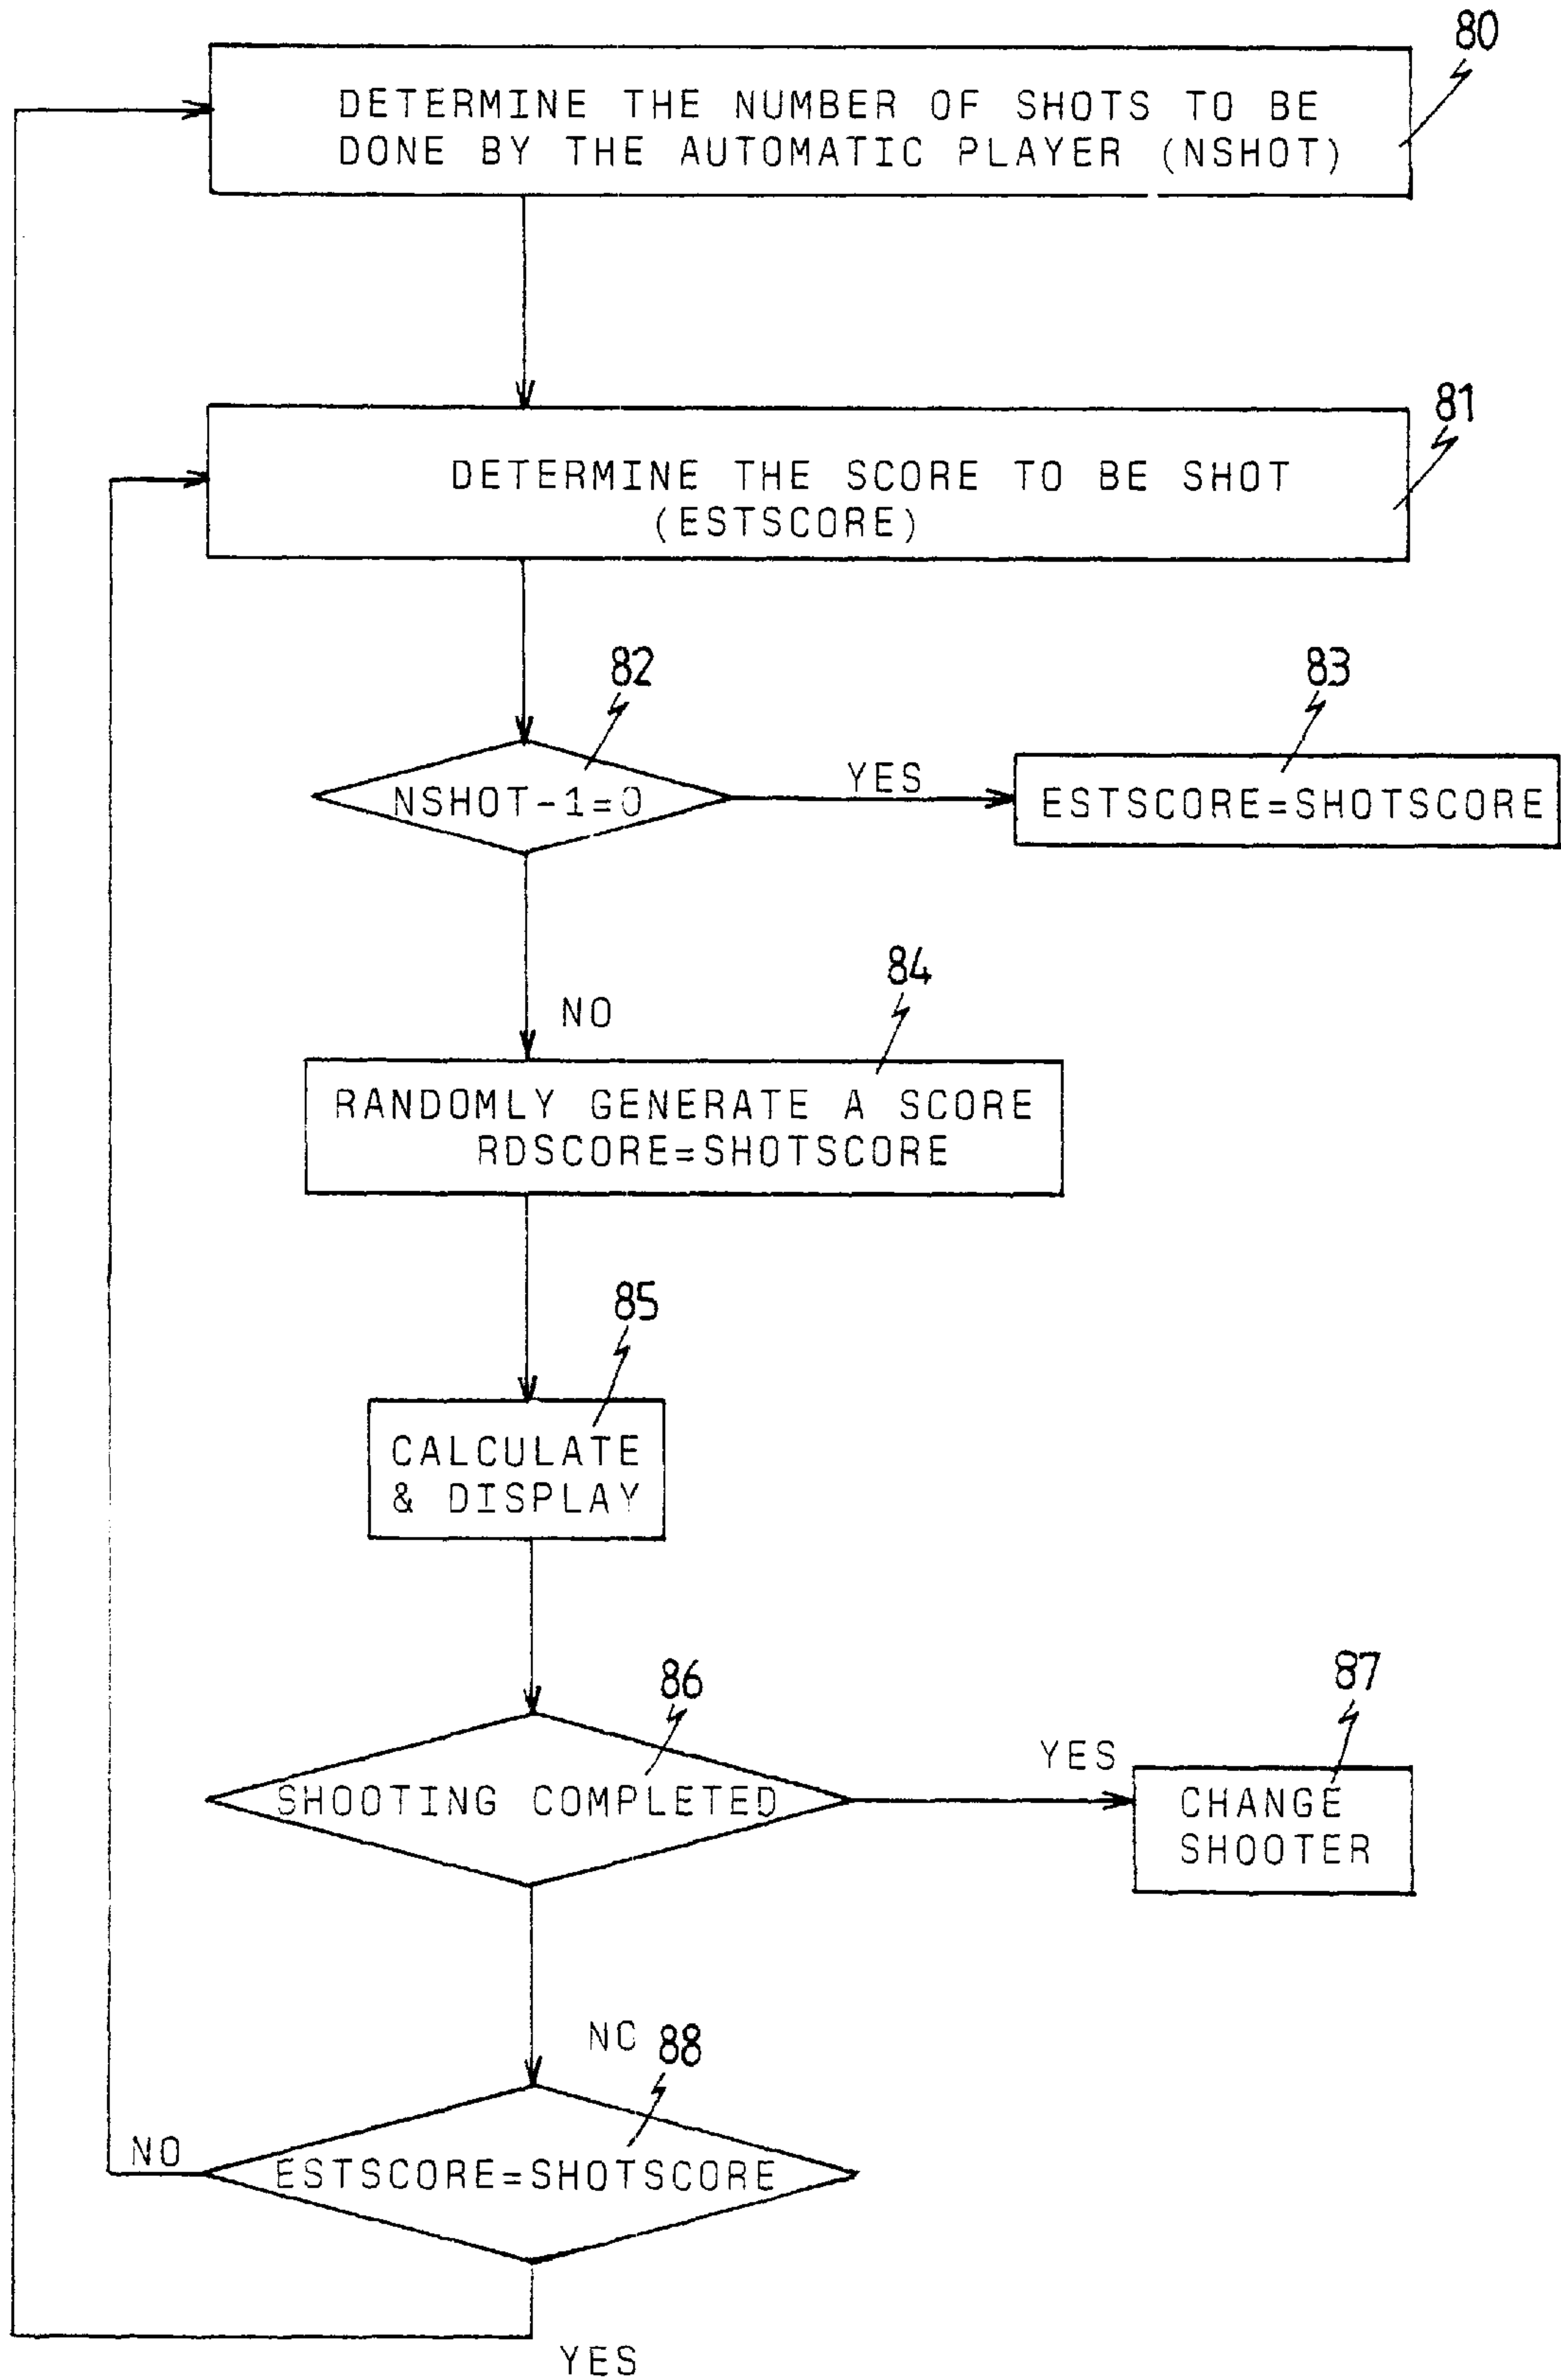 80
DETERMINE THE NUMBER OF SHOTS TO BE
DONE BY THE AUTOMATIC PLAYER (NSHOT)
81
DETERMINE THE SCORE TO BE SHOT
(ESTSCORE)
82
83
NSHOT-1=0
YES
ESTSCORE=SHOTSCORE
84
NO
RANDOMLY GENERATE A SCORE
RDSCORE=SHOTSCORE
85
CALCULATE
& DISPLAY
86
87
YES
SHOOTING COMPLETED
CHANGE
SHOOTER
NC
88
NO
ESTSCORE=SHOTSCORE
YES